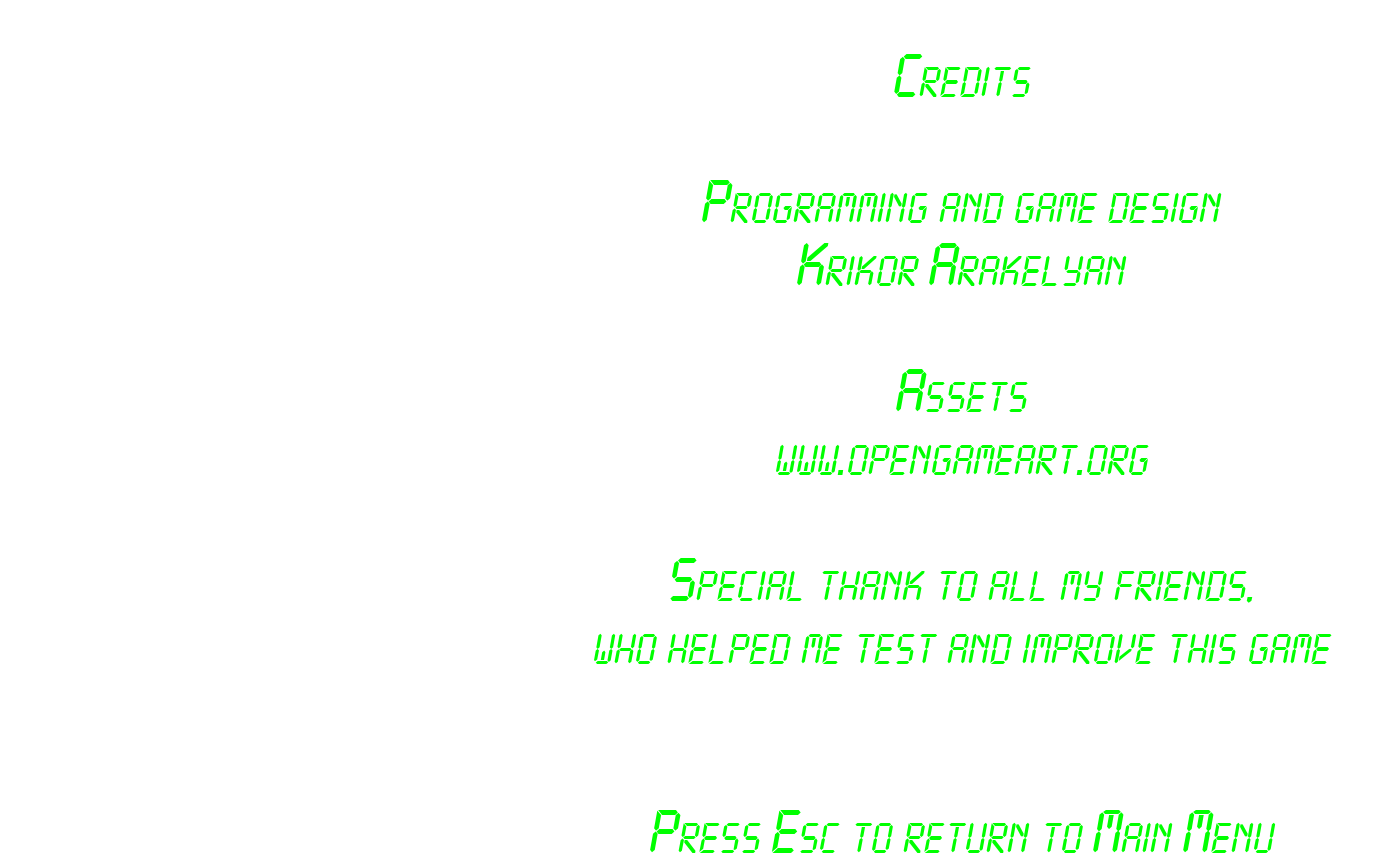 Credits
Programming and game design
Krikor Arakelyan
Assets
www.opengameart.org
Special thank to all my friends.
who helped me test and improve this game
Press Esc to return to Main Menu